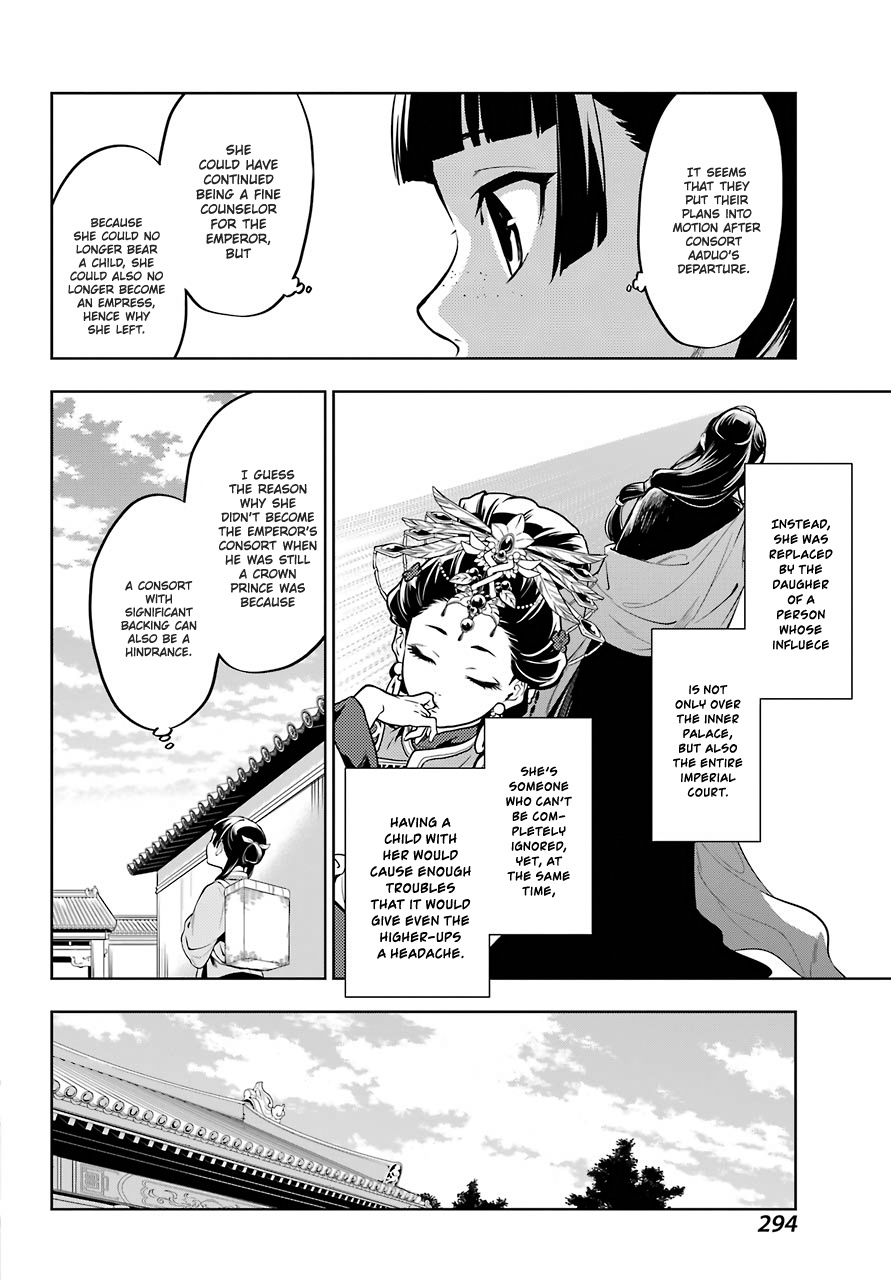 IT SEEMS
THAT THEY
PUT THEIR
PLANS INTO
MOTION AFTER
CONSORT
AADUO'S
DEPARTURE.
SHE
COULD HAVE
CONTINUED
BEING A FINE
COUNSELOR
FOR THE
EMPEROR,
BUT
BECAUSE
SHE COULD NO
LONGER BEAR
A CHILD, SHE
COULD ALSO NO
LONGER BECOME
AN EMPRESS,
HENCE WHY
SHE LEFT.
INSTEAD,
SHE WAS
REPLACED
BY THE
DAUGHER
OF A
PERSON
WHOSE
INFLUECE
IS NOT
ONLY OVER
THE INNER
PALACE,
BUT ALSO
THE ENTIRE
IMPERIAL
COURT.
SHE'S
SOMEONE
WHO CAN'T
BE COM-
PLETELY
IGNORED,
YET, AT
THE SAME
TIME,
HAVING A
CHILD WITH
HER WOULD
CAUSE ENOUGH
TROUBLES
THAT IT WOULD
GIVE EVEN THE
HIGHER-UPS
A HEADACHE.
I GUESS
THE REASON
WHY SHE
DIDN'T BECOME
THE EMPEROR'S
CONSORT WHEN
HE WAS STILL
A CROWN
PRINCE WAS
BECAUSE
A CONSORT
WITH
SIGNIFICANT
BACKING CAN
ALSO BE A
HINDRANCE.
294